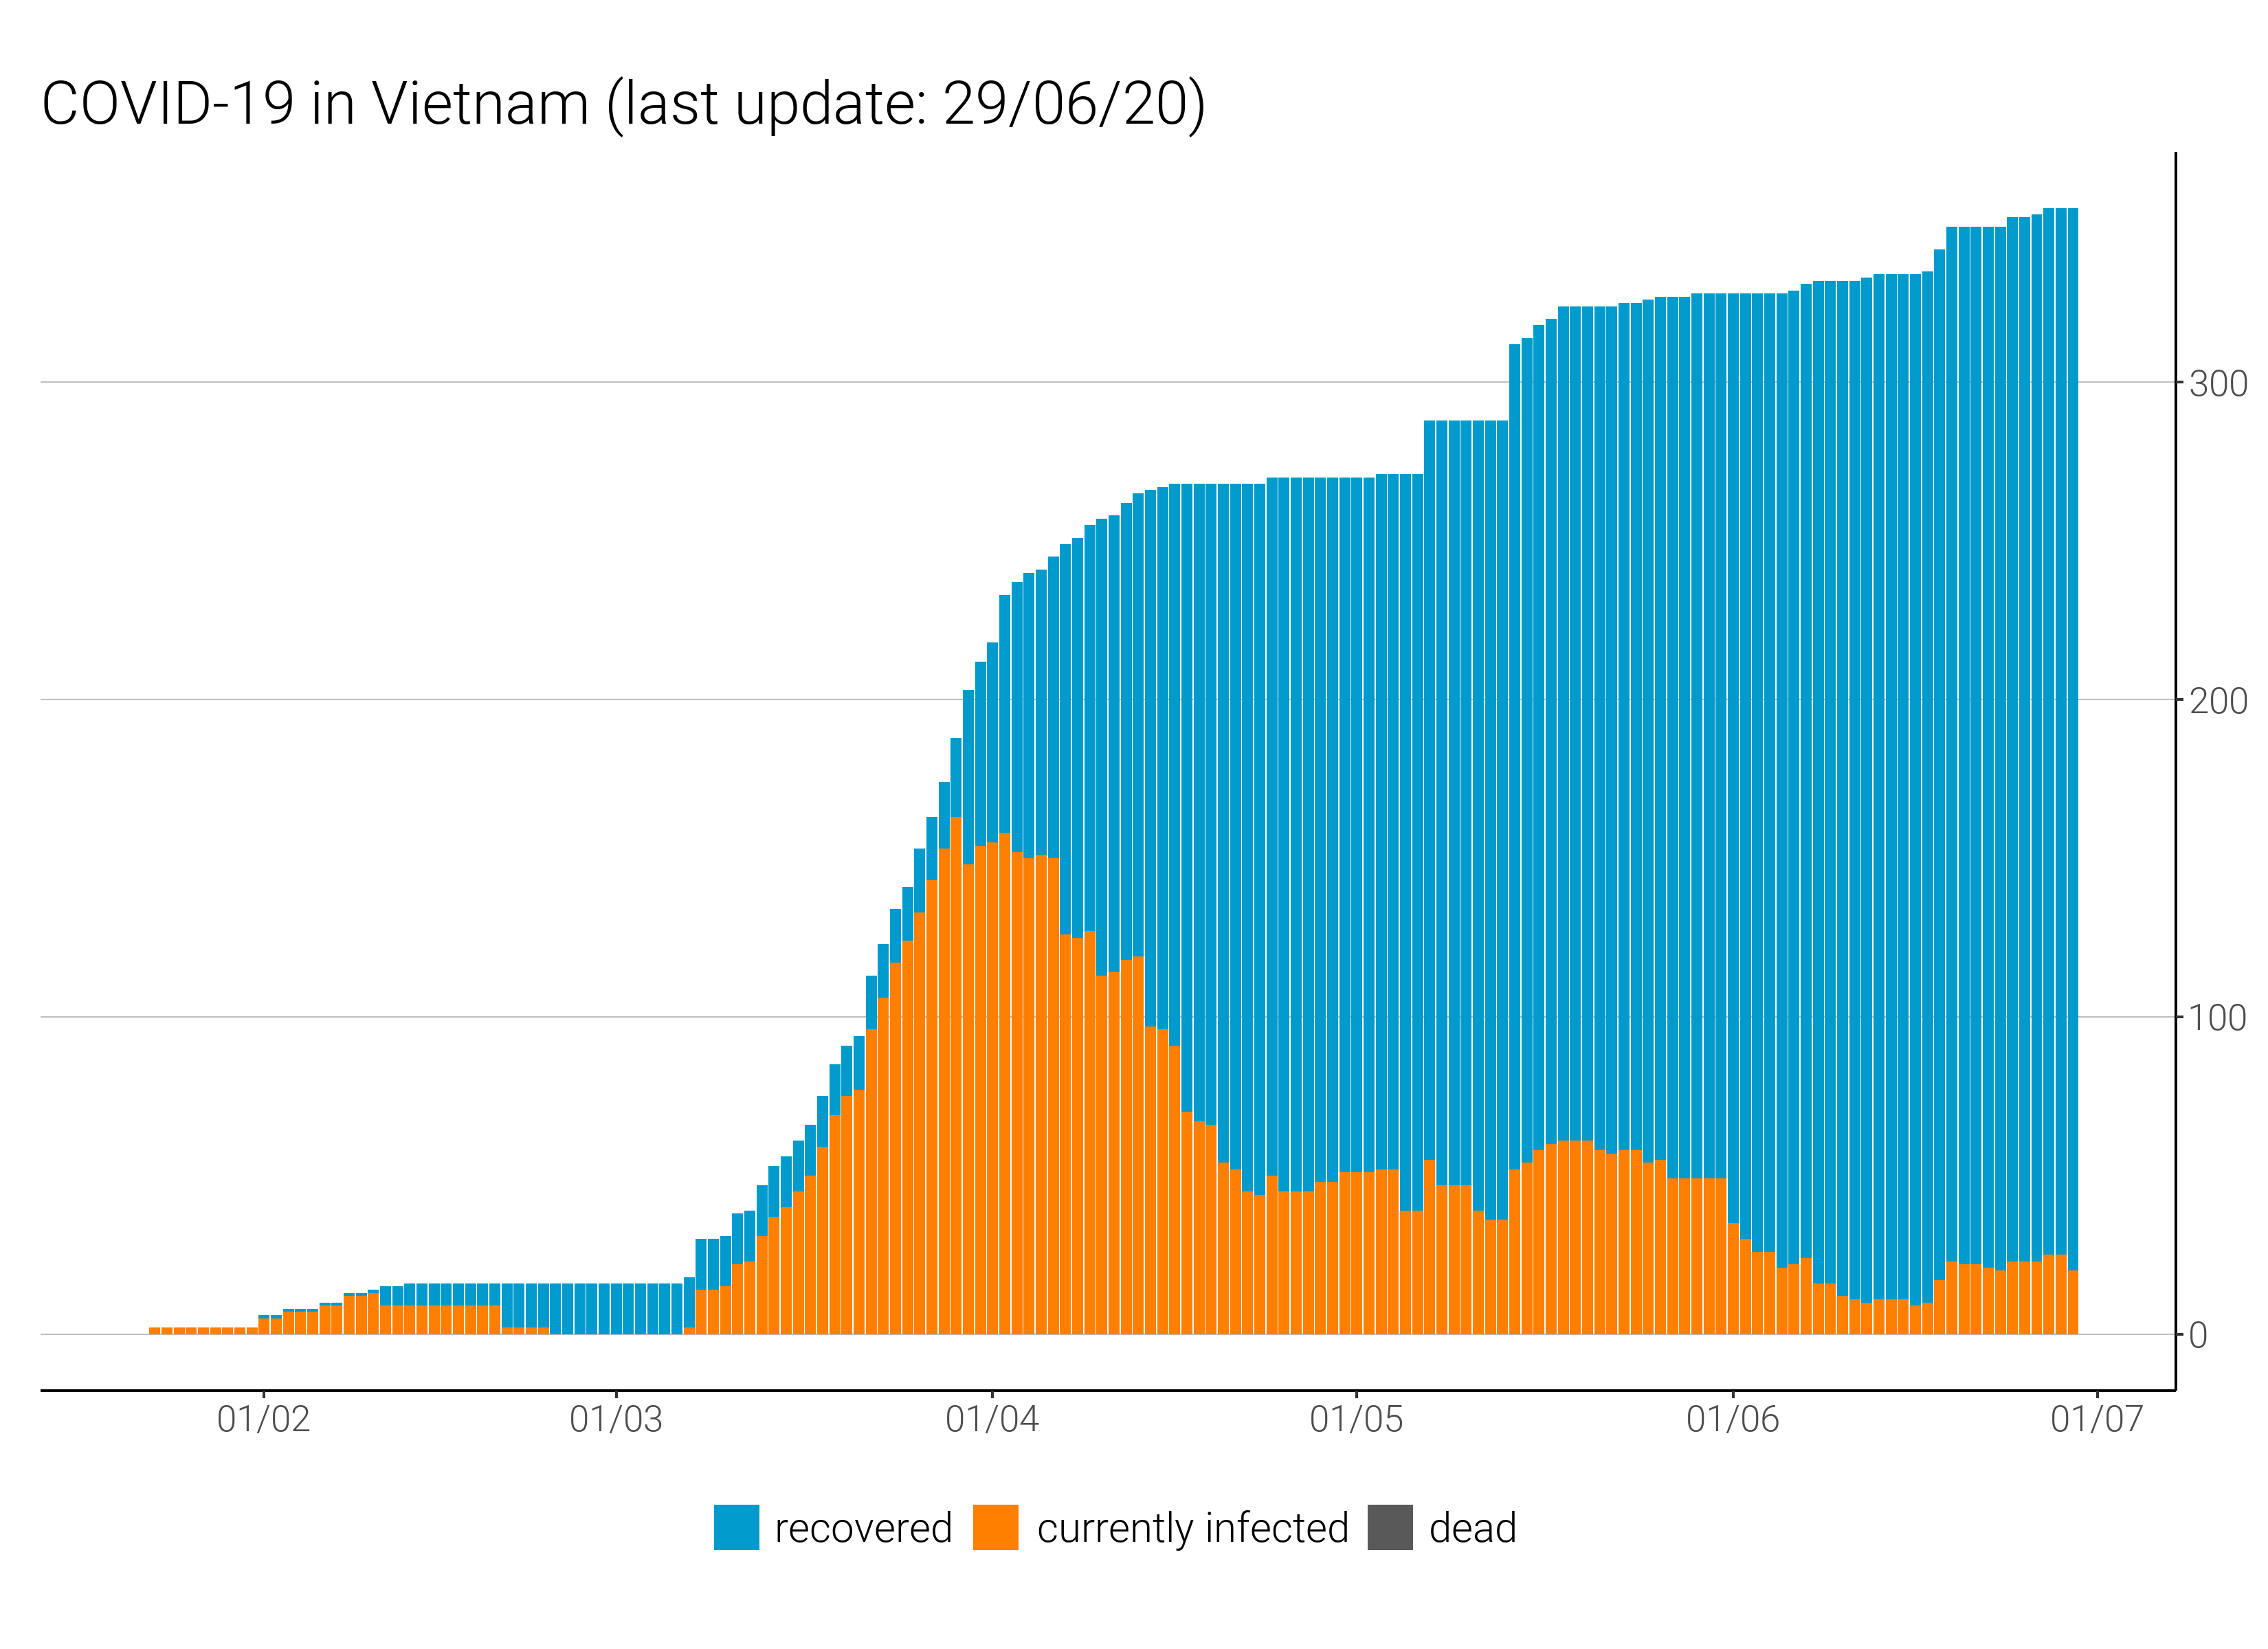 COVID-19 in Vietnam (last update: 29/06/20)
300
200
100
0
01/02 01/03 01/04 01/05 01/06 01/07
recovered currently infected dead